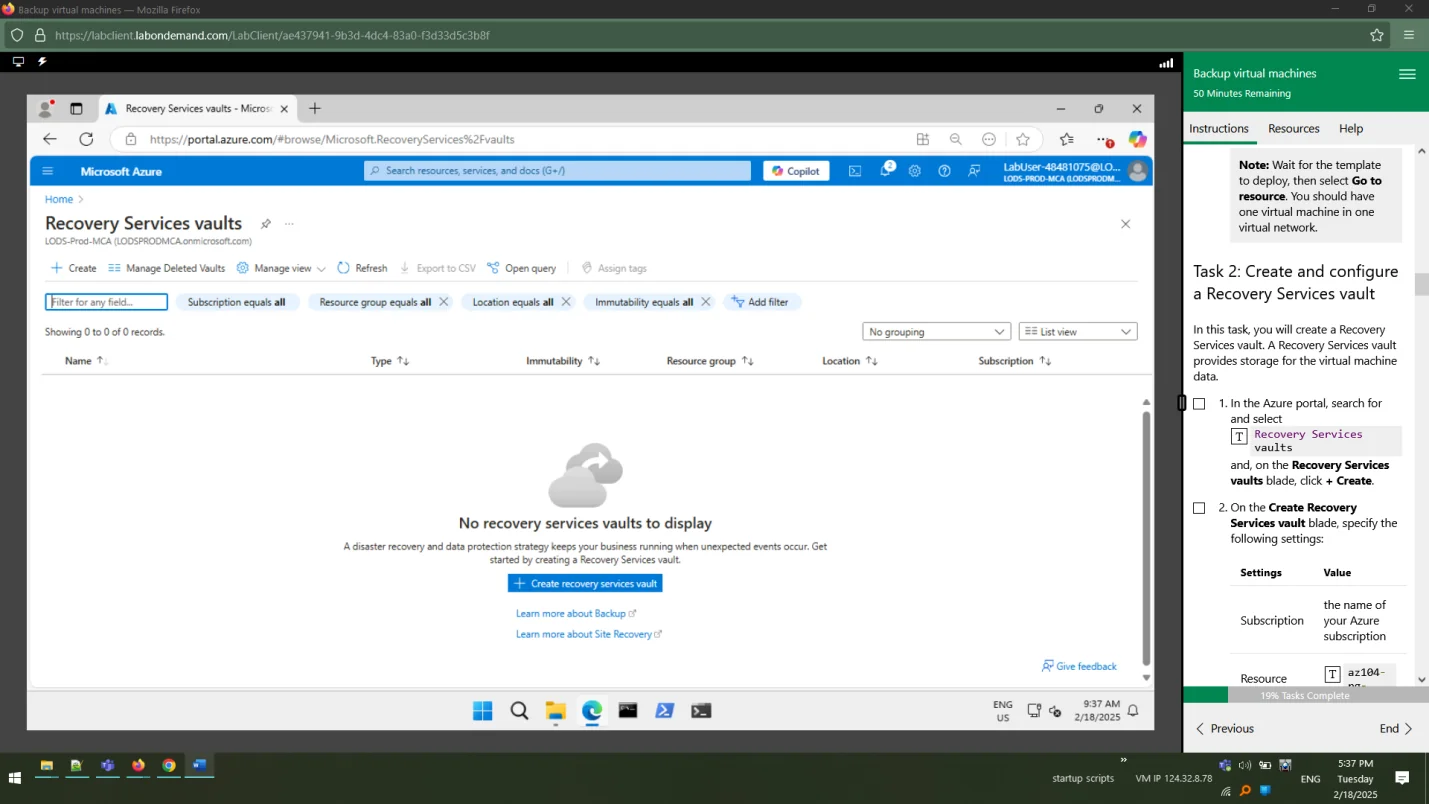 Backup virtual machines — Mozilla Firefox
https://labclient.labondemand.com/LabClient/ae437941-9b3d-4dc4-83a0-f3d33d5c3b8f
Recovery Services vaults - Micros
https://portal.azure.com/#browse/Microsoft.RecoveryServices%2Fvaults
Microsoft Azure
Search resources, services, and docs (G+/)
Copilot
2
LabUser-48481075@LO...
LODS-PROD-MCA (LODSPRODM...
Home
Recovery Services vaults
LODS-Prod-MCA (LODSPRODMCA.onmicrosoft.com)
Create
Manage Deleted Vaults
Manage view
Refresh
Export to CSV
Open query
Assign tags
Filter for any field...
Subscription equals all
Resource group equals all
Location equals all
Immutability equals all
Add filter
Showing 0 to 0 of 0 records.
No grouping
List view
Name
Type
Immutability
Resource group
Location
Subscription
No recovery services vaults to display
A disaster recovery and data protection strategy keeps your business running when unexpected events occur. Get
started by creating a Recovery Services vault.
Create recovery services vault
Learn more about Backup
Learn more about Site Recovery
Give feedback
ENG
US
9:37 AM
2/18/2025
Backup virtual machines
50 Minutes Remaining
Instructions
Resources
Help
Note: Wait for the template
to deploy, then select Go to
resource. You should have
one virtual machine in one
virtual network.
Task 2: Create and configure
a Recovery Services vault
In this task, you will create a Recovery
Services vault. A Recovery Services vault
provides storage for the virtual machine
data.
1. In the Azure portal, search for
and select
T Recovery Services
vaults
and, on the Recovery Services
vaults blade, click + Create.
2. On the Create Recovery
Services vault blade, specify the
following settings:
Settings
Value
Subscription
the name of
your Azure
subscription
Resource
T az104-
19% Tasks Complete
Previous
End
startup scripts
VM IP 124.32.8.78
ENG
5:37 PM
Tuesday
2/18/2025